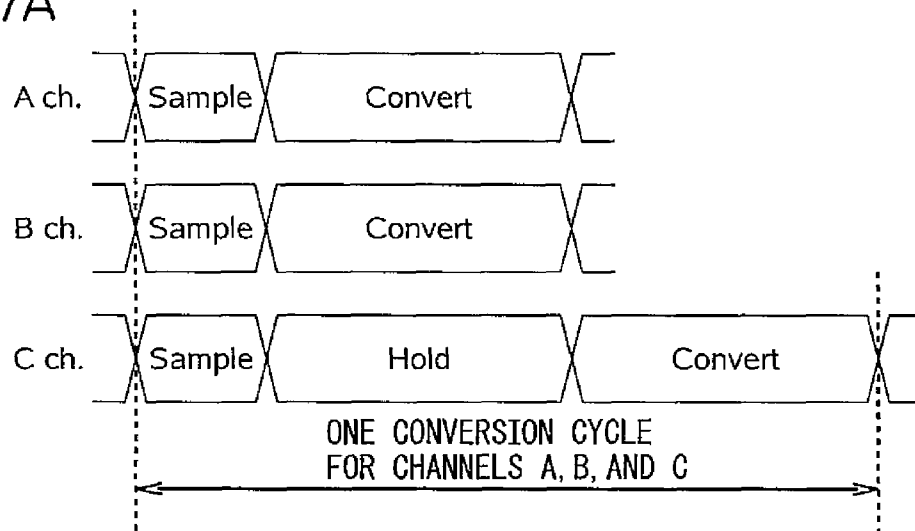 7A
A ch. Sample Convert
B ch. Sample Convert
C ch. Sample Hold Convert
ONE CONVERSION CYCLE
FOR CHANNELS A, B, AND C